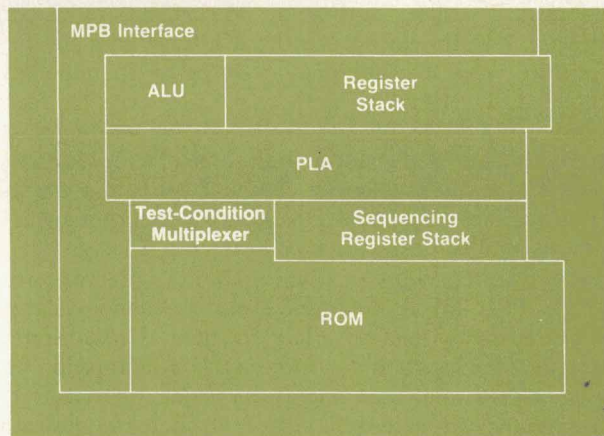 MPB Interface
ALU
Register
Stack
PLA
Test-Condition
Multiplexer
Sequencing
Register Stack
ROM